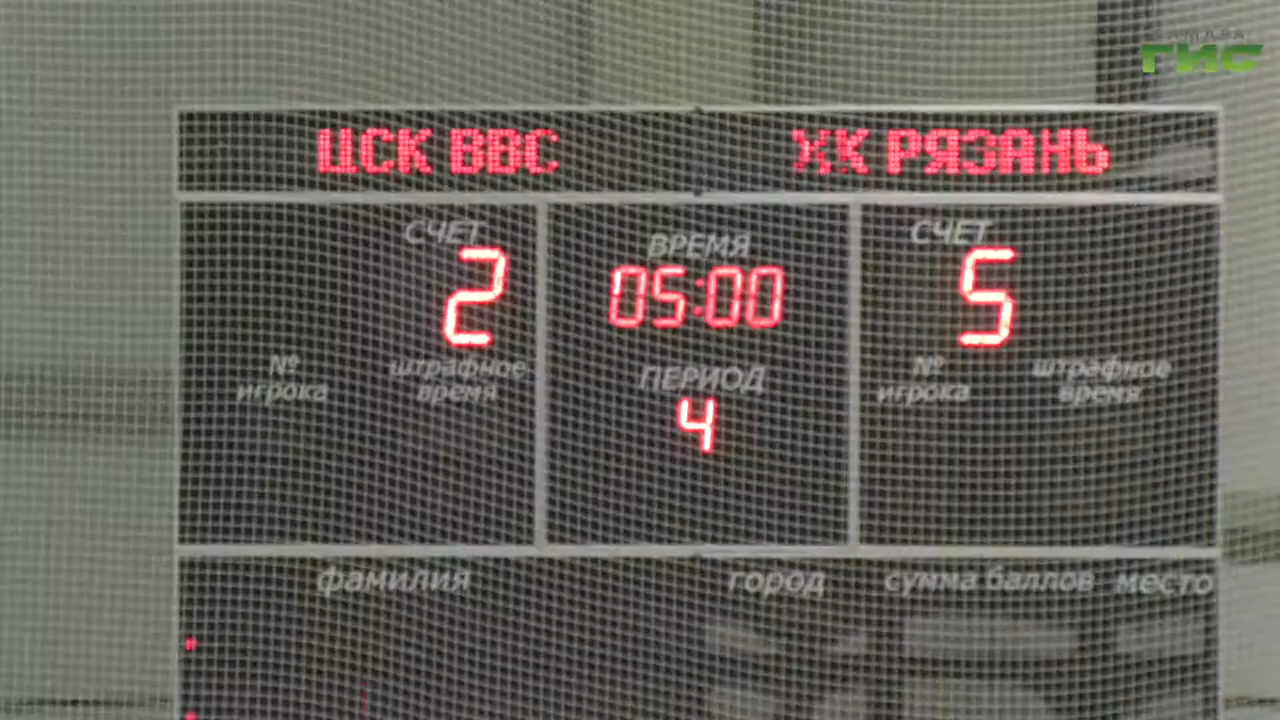 САМАРА
ГИС
ЦСК ВВС
ХК РЯЗАНЬ
СЧЕТ
2
№
игрока
штрафное
время
ВРЕМЯ
05:00
ПЕРИОД
4
СЧЕТ
5
№
игрока
штрафное
время
фамилия
город
сумма баллов
место